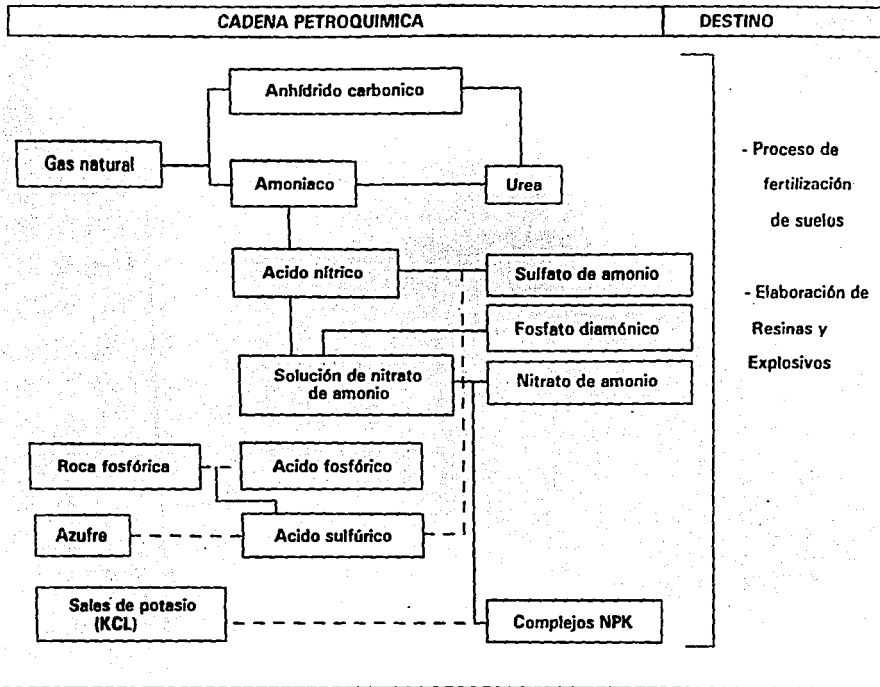 CADENA PETROQUIMICA
DESTINO
Anhídrido carbonico
Gas natural
Amoniaco
Urea
- Proceso de
fertilización
de suelos
Acido nítrico
Sulfato de amonio
- Elaboración de
Resinas y
Explosivos
Fosfato diamónico
Solución de nitrato
de amonio
Nitrato de amonio
Roca fosfórica
Acido fosfórico
Azufre
Acido sulfúrico
Sales de potasio
(KCL)
Complejos NPK